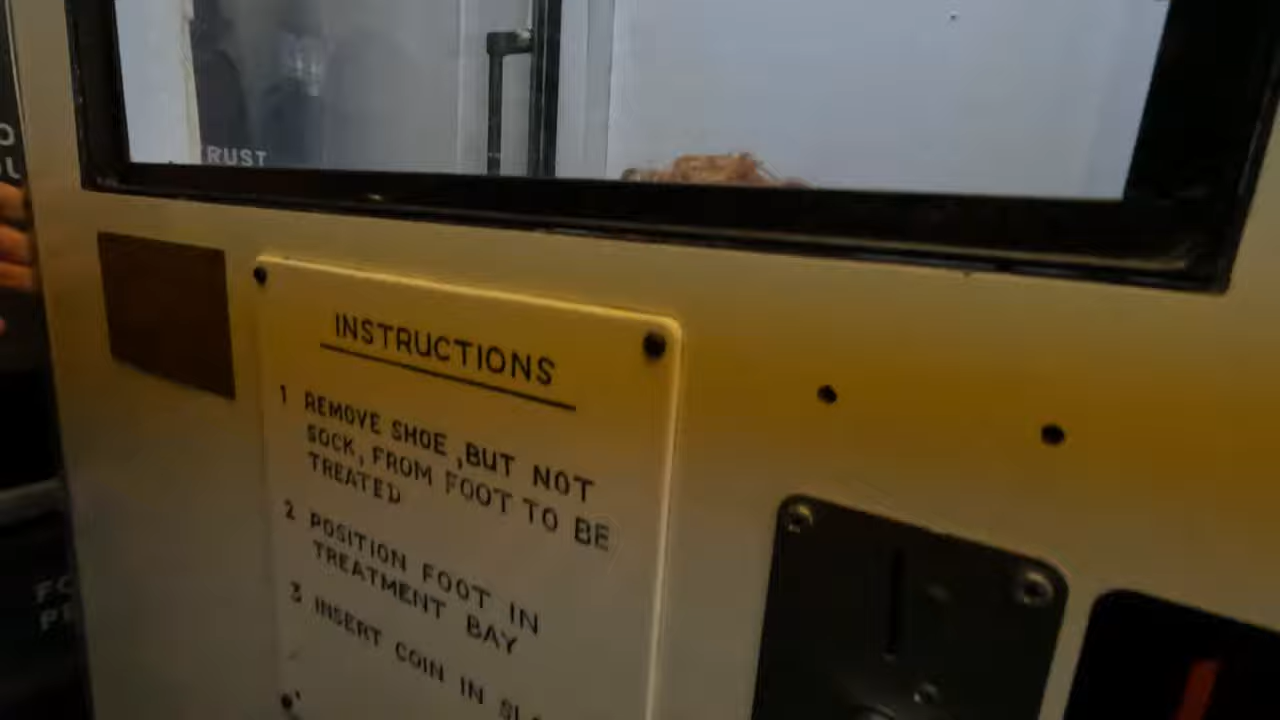 RUST
INSTRUCTIONS
1 REMOVE SHOE ,BUT NOT
SOCK, FROM FOOT TO BE
TREATED
2 POSITION FOOT IN
TREATMENT BAY
3 INSERT COIN IN